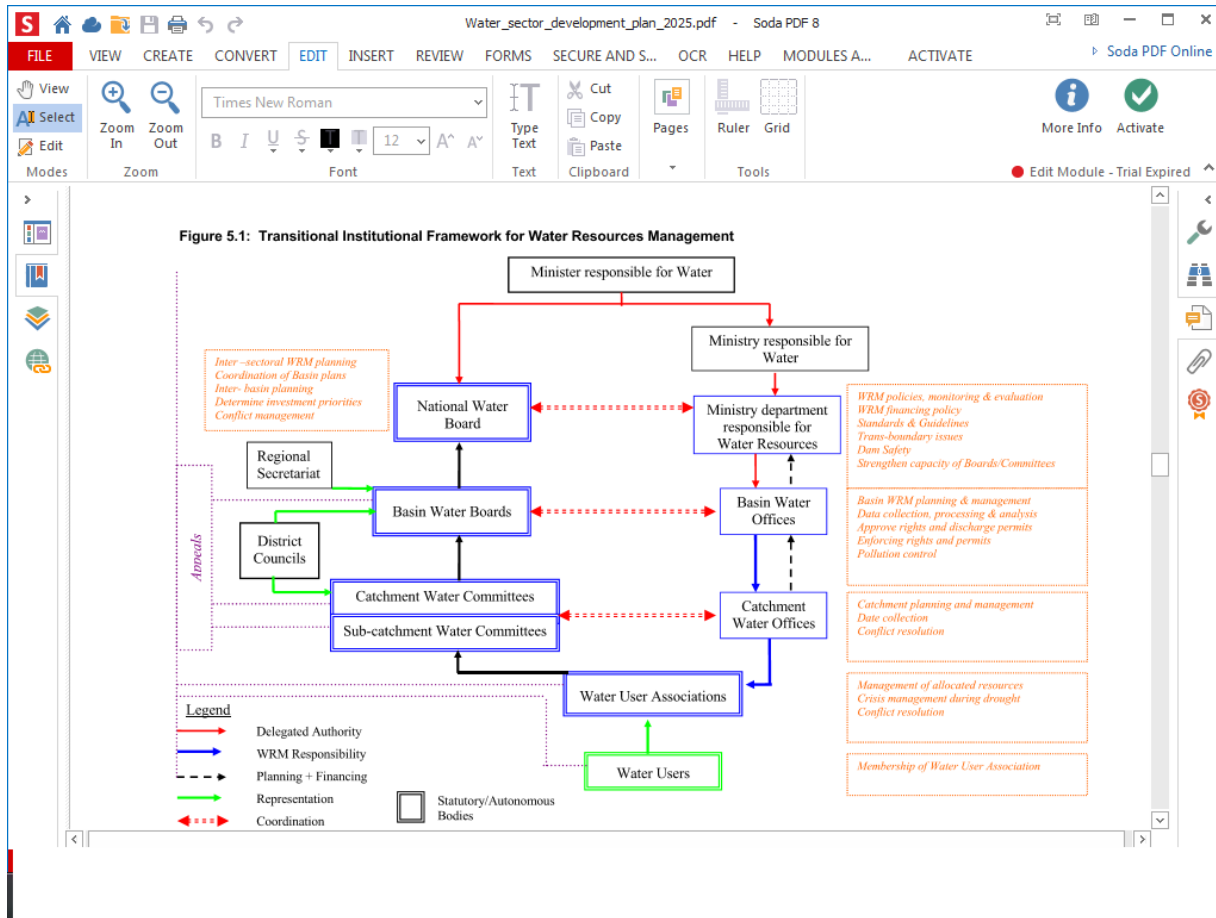 Water_sector_development_plan_2025.pdf - Soda PDF 8
S
FILE VIEW CREATE CONVERT EDIT INSERT REVIEW FORMS SECURE AND S... OCR HELP MODULES A... ACTIVATE
Soda PDF Online
View
Select
Edit
Modes
Zoom In
Zoom Out
Zoom
Times New Roman
B I U S T 12 A A
Font
Type Text
Text
Cut
Copy
Paste
Clipboard
Pages
Ruler
Grid
Tools
More Info
Activate
Edit Module - Trial Expired
Figure 5.1: Transitional Institutional Framework for Water Resources Management
Minister responsible for Water
Ministry responsible for
Water
Inter –sectoral WRM planning
Coordination of Basin plans
Inter- basin planning
Determine investment priorities
Conflict management
National Water
Board
Ministry department
responsible for
Water Resources
WRM policies, monitoring & evaluation
WRM financing policy
Standards & Guidelines
Trans-boundary issues
Dam Safety
Strengthen capacity of Boards/Committees
Regional
Secretariat
Basin Water Boards
Basin Water
Offices
Basin WRM planning & management
Data collection, processing & analysis
Approve rights and discharge permits
Enforcing rights and permits
Pollution control
Appeals
District
Councils
Catchment Water Committees
Sub-catchment Water Committees
Catchment
Water Offices
Catchment planning and management
Date collection
Conflict resolution
Water User Associations
Management of allocated resources
Crisis management during drought
Conflict resolution
Water Users
Membership of Water User Association
Legend
Delegated Authority
WRM Responsibility
Planning + Financing
Representation
Coordination
Statutory/Autonomous
Bodies